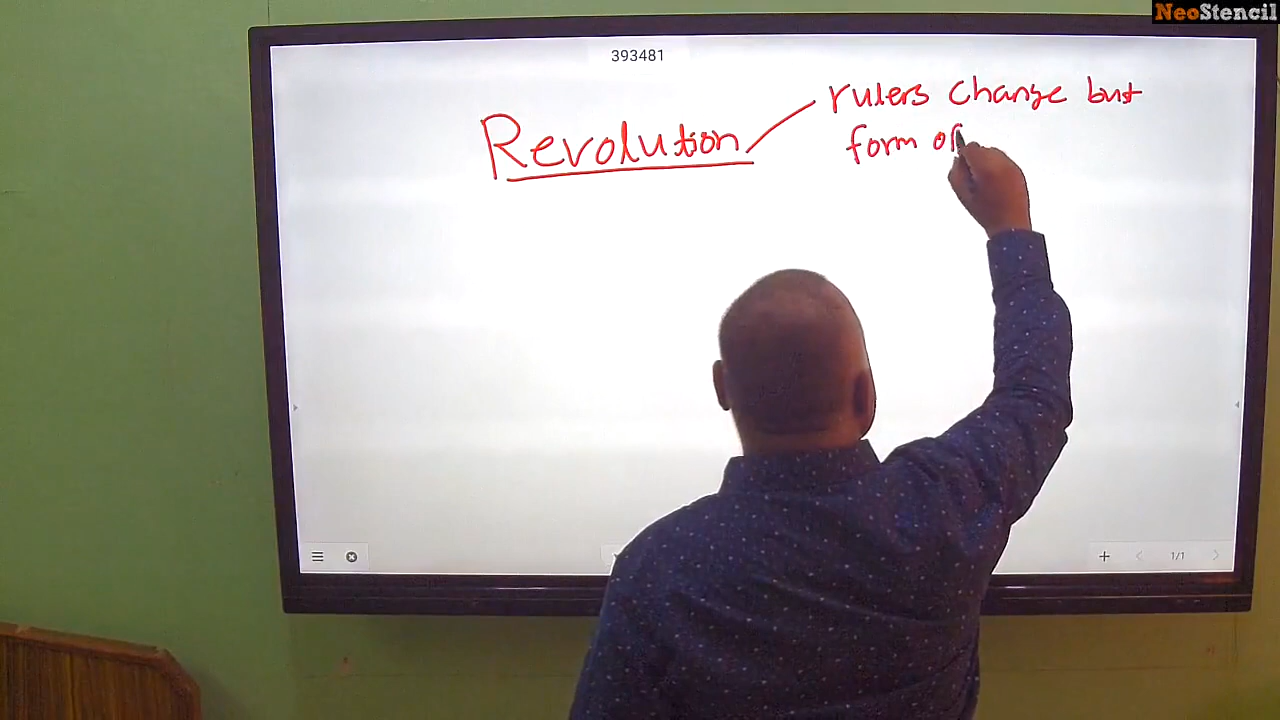 NeoStencil
393481
Revolution
rulers change but
form of
1/1